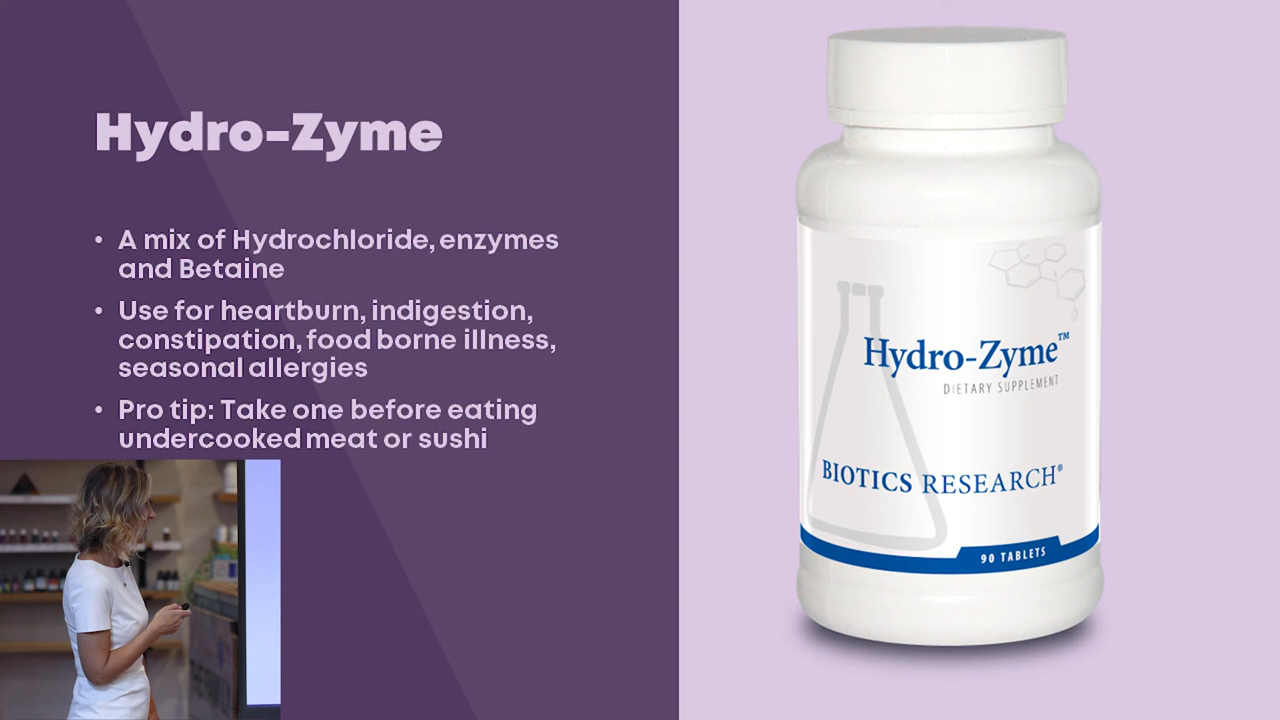 Hydro-Zyme
• A mix of Hydrochloride, enzymes
and Betaine
• Use for heartburn, indigestion,
constipation, food borne illness,
seasonal allergies
• Pro tip: Take one before eating
undercooked meat or sushi
Hydro-Zyme™
DIETARY SUPPLEMENT
BIOTICS RESEARCH®
90 TABLETS